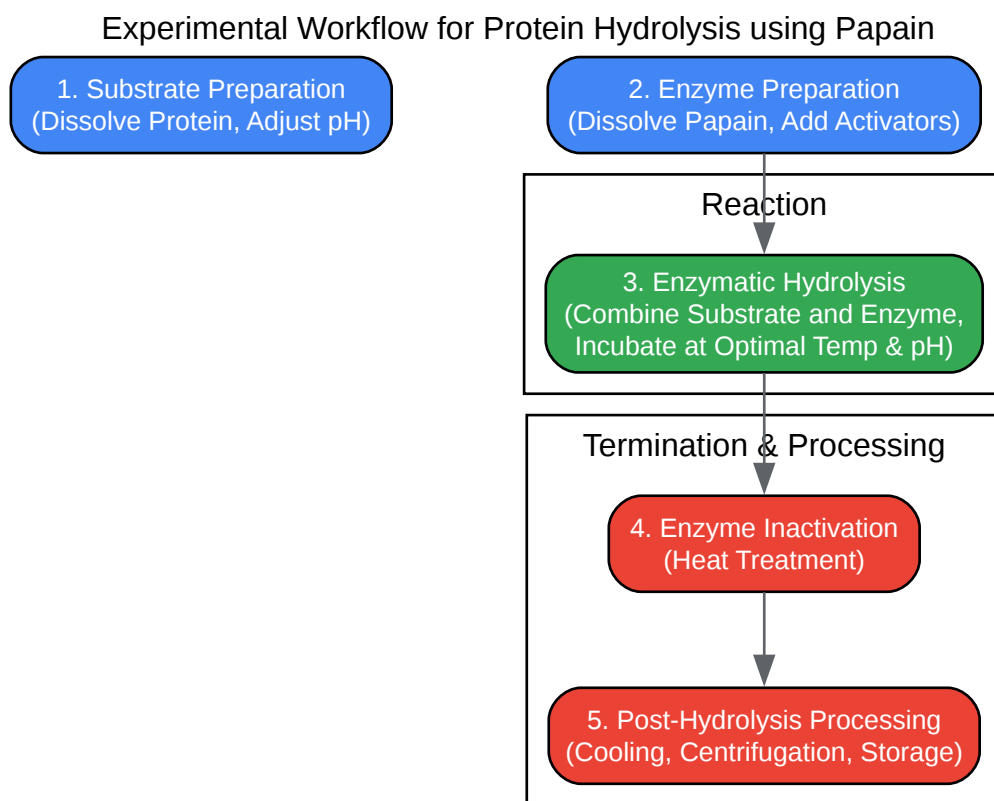 Experimental Workflow for Protein Hydrolysis using Papain
1. Substrate Preparation
(Dissolve Protein, Adjust pH)
2. Enzyme Preparation
(Dissolve Papain, Add Activators)
Reaction
3. Enzymatic Hydrolysis
(Combine Substrate and Enzyme,
Incubate at Optimal Temp & pH)
Termination & Processing
4. Enzyme Inactivation
(Heat Treatment)
5. Post-Hydrolysis Processing
(Cooling, Centrifugation, Storage)